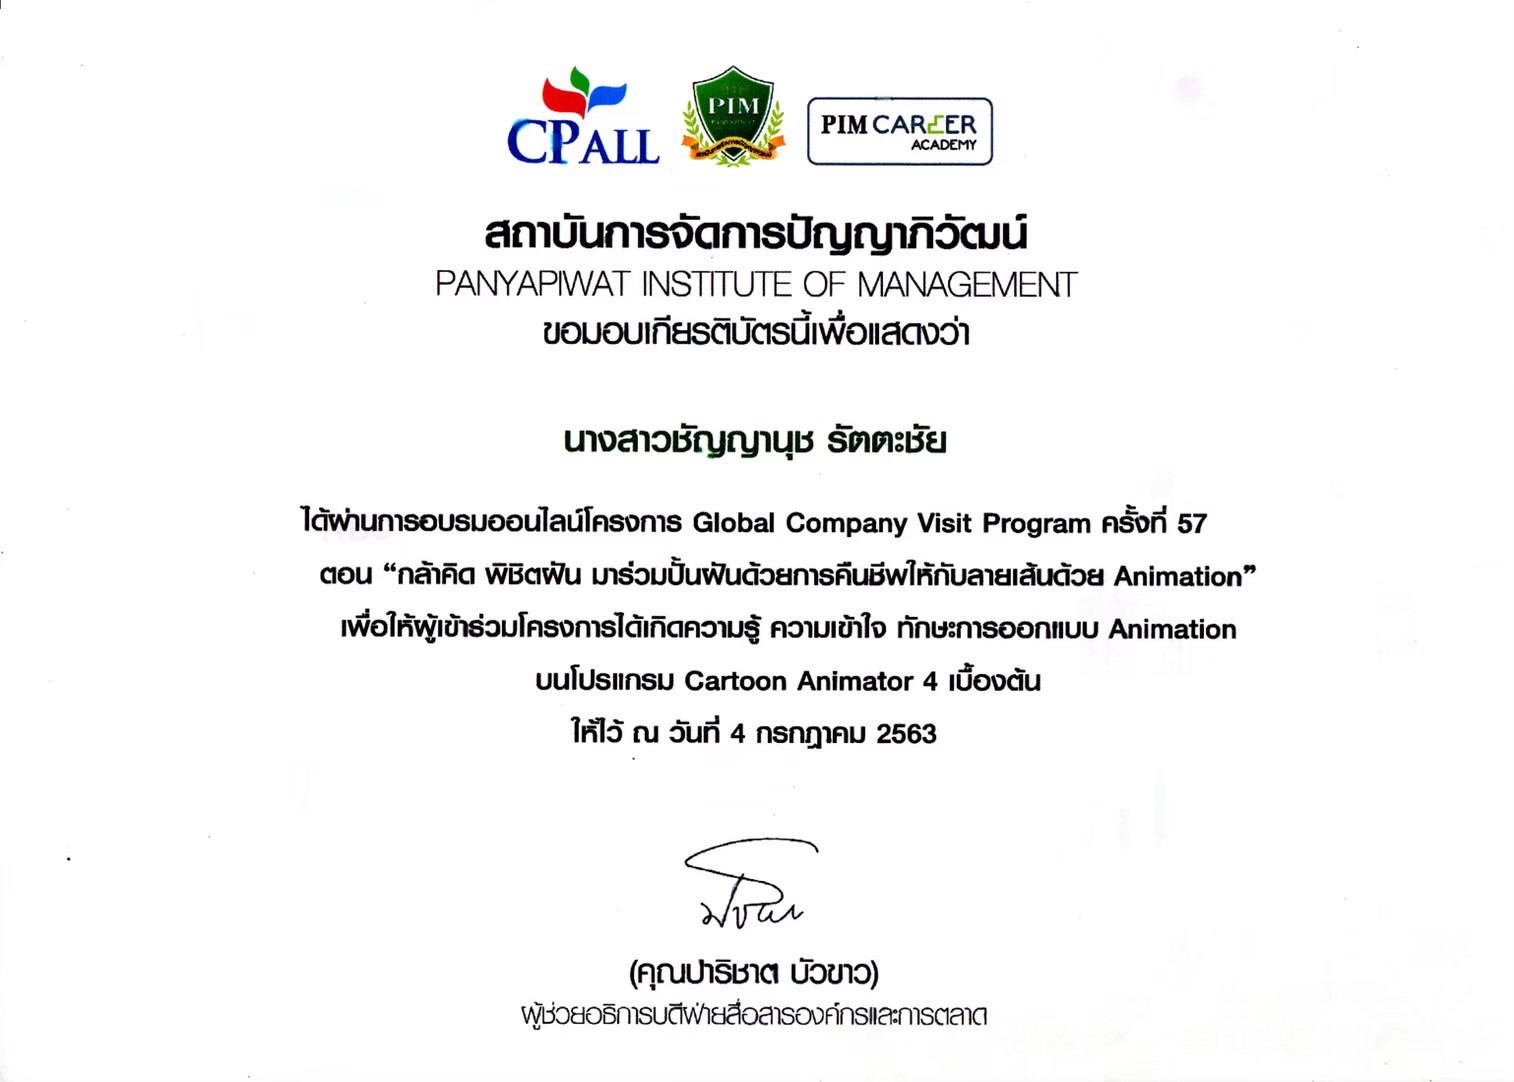 CPALL
PIM
PIM CAREER
ACADEMY
สถาบันการจัดการปัญญาภิวัฒน์
PANYAPIWAT INSTITUTE OF MANAGEMENT
ขอมอบเกียรติบัตรนี้เพื่อแสดงว่า
นางสาวชัญญานุช รัตตะชัย
ได้ผ่านการอบรมออนไลน์โครงการ Global Company Visit Program ครั้งที่ 57
ตอน “กล้าคิด พิชิตฝัน มาร่วมปั้นฝันด้วยการคืนชีพให้กับลายเส้นด้วย Animation”
เพื่อให้ผู้เข้าร่วมโครงการได้เกิดความรู้ ความเข้าใจ ทักษะการออกแบบ Animation
บนโปรแกรม Cartoon Animator 4 เบื้องต้น
ให้ไว้ ณ วันที่ 4 กรกฎาคม 2563
(คุณปาริชาต บัวขาว)
ผู้ช่วยอธิการบดีฝ่ายสื่อสารองค์กรและการตลาด